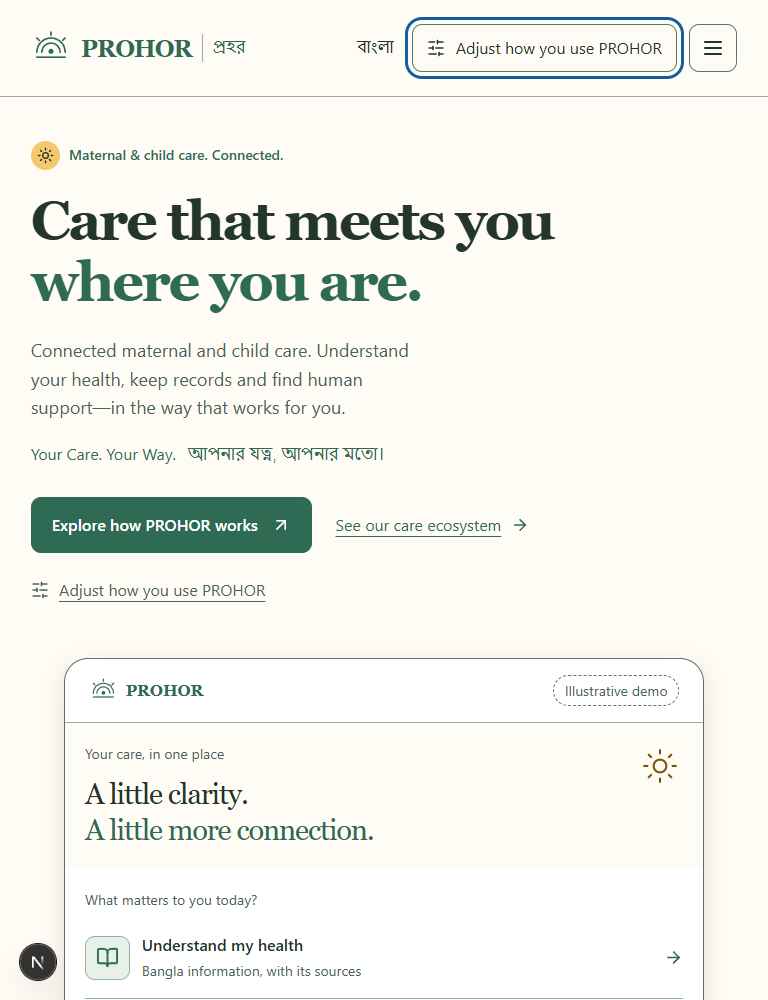 PROHOR প্রহর বাংলা Adjust how you use PROHOR
Maternal & child care. Connected.
Care that meets you
where you are.
Connected maternal and child care. Understand
your health, keep records and find human
support—in the way that works for you.
Your Care. Your Way. আপনার যত্ন, আপনার মতো।
Explore how PROHOR works See our care ecosystem
Adjust how you use PROHOR
PROHOR Illustrative demo
Your care, in one place
A little clarity.
A little more connection.
What matters to you today?
Understand my health
Bangla information, with its sources
N